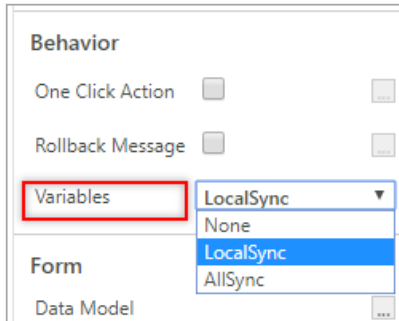 Behavior
One Click Action
...
Rollback Message
...
Variables LocalSync
None
LocalSync
AllSync
Form
Data Model
...